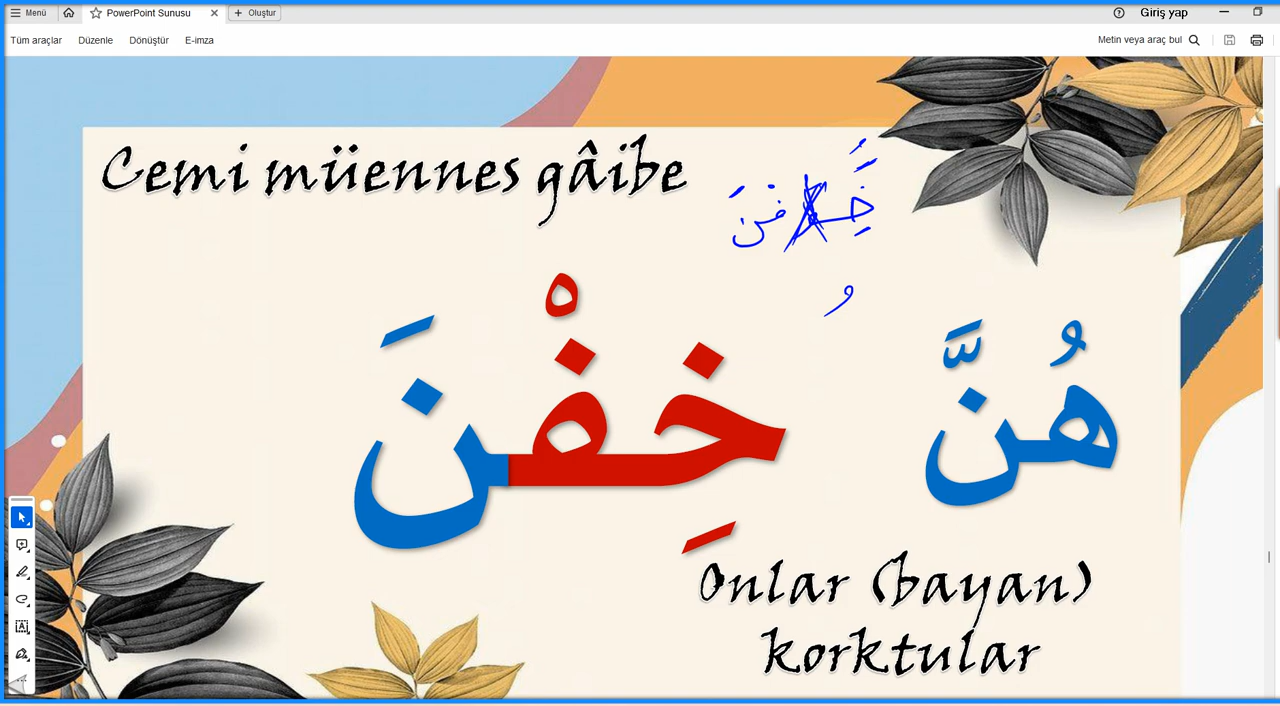 Menü
PowerPoint Sunusu
Oluştur
Giriş yap
Tüm araçlar
Düzenle
Dönüştür
E-imza
Metin veya araç bul
Cemi müennes gâibe
هُنَّ
خِفْنَ
Onlar (bayan)
korktular